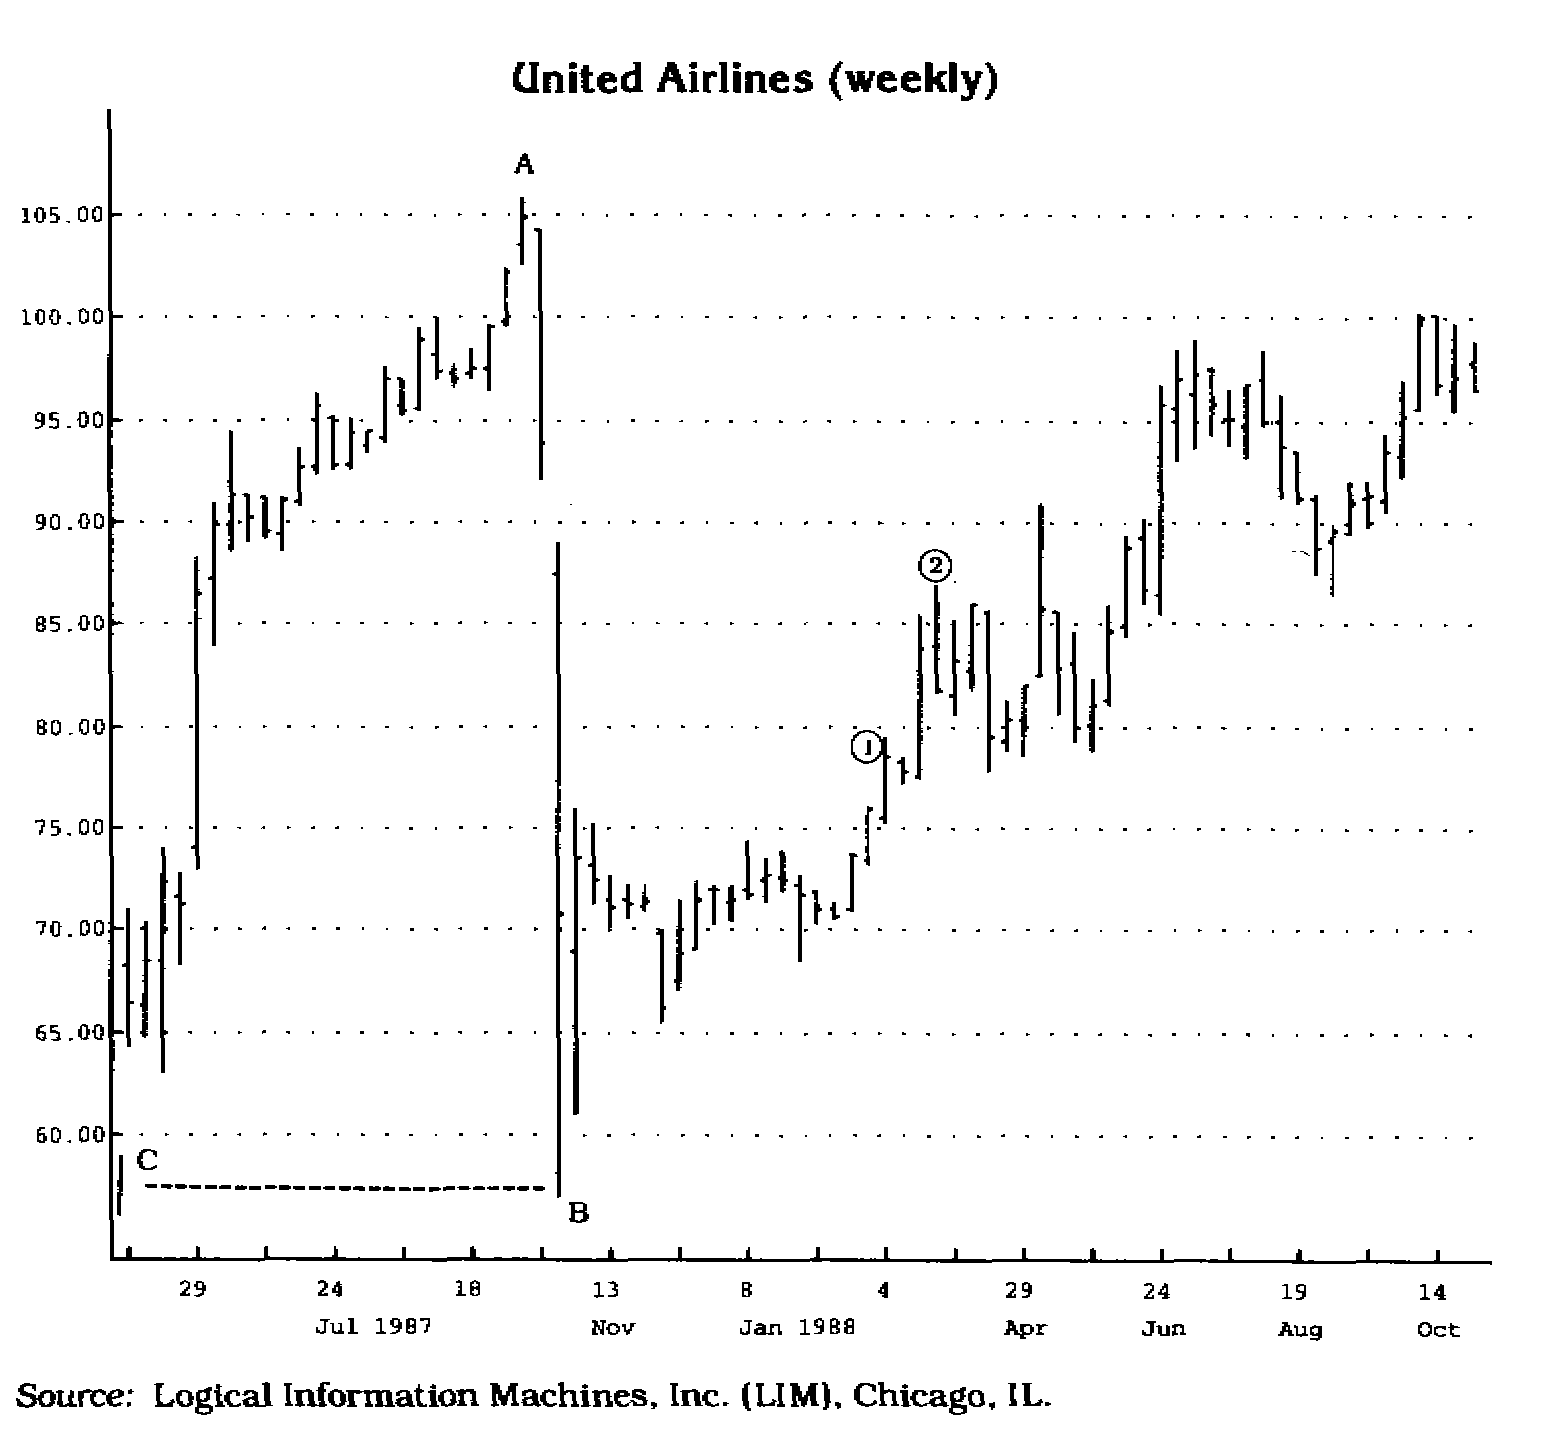 United Airlines (weekly)
A
105.00
100.00
95.00
90.00
2
85.00
80.00
1
75.00
70.00
65.00
60.00
C
B
29 24 18 13 8 4 29 24 19 14
Jul 1987 Nov Jan 1988 Apr Jun Aug Oct
Source: Logical Information Machines, Inc. (LIM), Chicago, IL.